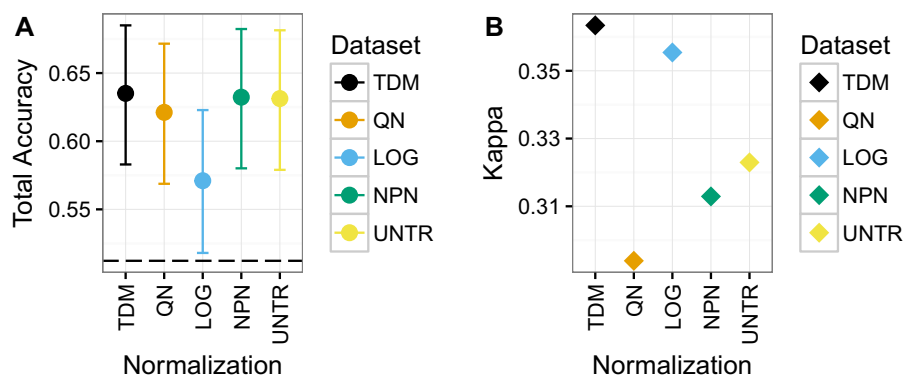 A
Total Accuracy
0.65
0.60
0.55
TDM
QN
LOG
NPN
UNTR
Normalization
Dataset
TDM
QN
LOG
NPN
UNTR
B
Kappa
0.35
0.33
0.31
TDM
QN
LOG
NPN
UNTR
Normalization
Dataset
TDM
QN
LOG
NPN
UNTR